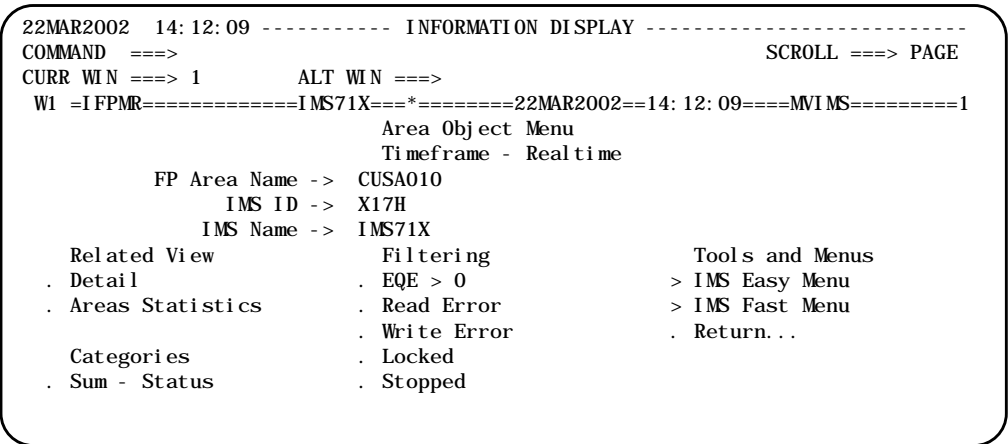 22MAR2002  14:12:09 ----------- INFORMATION DISPLAY ---------------------------
COMMAND  ===>                                                 SCROLL ===> PAGE
CURR WIN ===> 1        ALT WIN ===>
 W1 =IFPMR=============IMS71X===*========22MAR2002==14:12:09====MVIMS=========1
                              Area Object Menu
                              Timeframe - Realtime
           FP Area Name ->  CUSA010
                 IMS ID ->  X17H
               IMS Name ->  IMS71X
    Related View              Filtering                 Tools and Menus
  . Detail                  . EQE > 0                 > IMS Easy Menu
  . Areas Statistics        . Read Error              > IMS Fast Menu
                            . Write Error             . Return...
    Categories              . Locked
  . Sum - Status            . Stopped